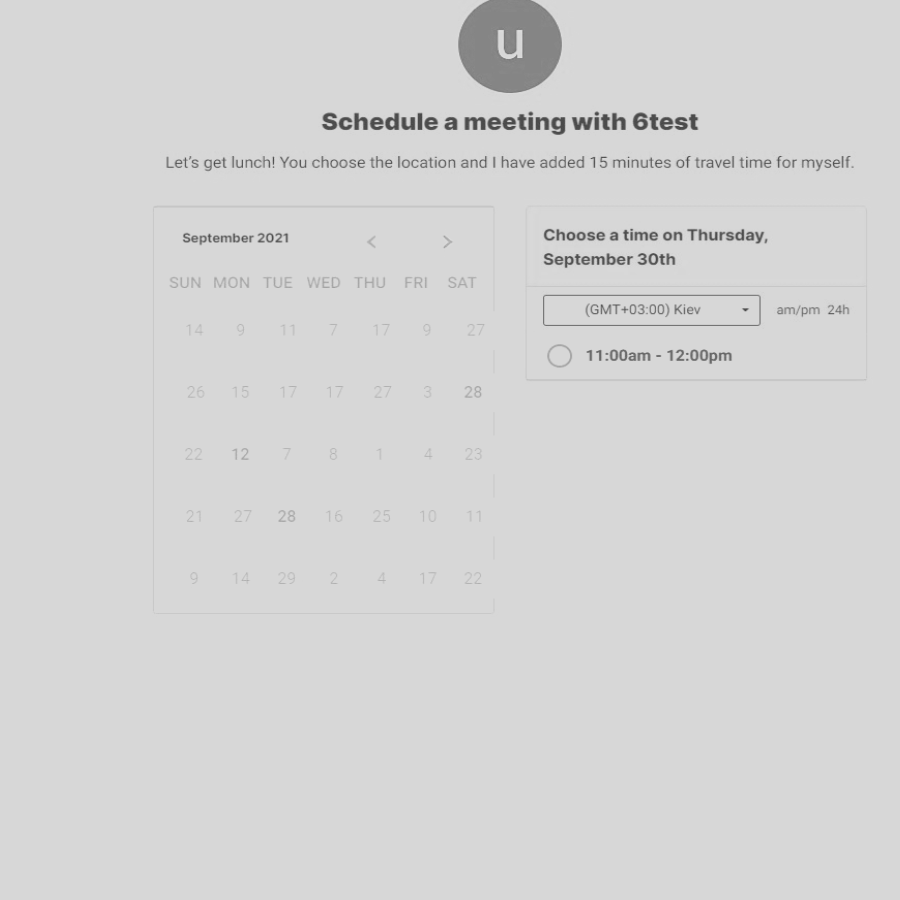 u
Schedule a meeting with 6test
Let's get lunch! You choose the location and I have added 15 minutes of travel time for myself.
September 2021
SUN MON TUE WED THU FRI SAT
14 9 11 7 17 9 27
26 15 17 17 27 3 28
22 12 7 8 1 4 23
21 27 28 16 25 10 11
9 14 29 2 4 17 22
Choose a time on Thursday,
September 30th
(GMT+03:00) Kiev
am/pm 24h
11:00am - 12:00pm